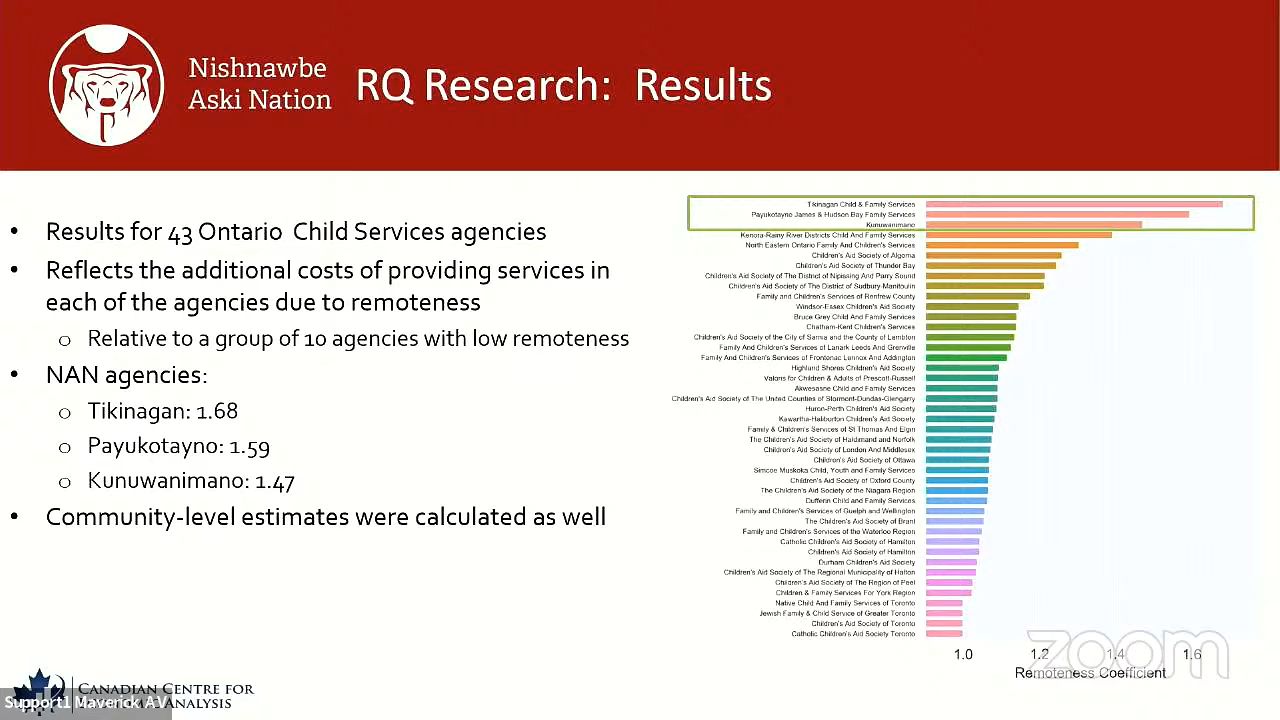 Nishnawbe
Aski Nation
RQ Research: Results
• Results for 43 Ontario Child Services agencies
• Reflects the additional costs of providing services in
each of the agencies due to remoteness
o Relative to a group of 10 agencies with low remoteness
• NAN agencies:
o Tikinagan: 1.68
o Payukotayno: 1.59
o Kunuwanimano: 1.47
• Community-level estimates were calculated as well
Tikinagan Child & Family Services
Payukotayno James & Hudson Bay Family Services
Kunuwanimano
Kenora-Rainy River Districts Child And Family Services
North Eastern Ontario Family And Children's Services
Children's Aid Society of Algoma
Children's Aid Society of Thunder Bay
Children's Aid Society of The District of Nipissing And Parry Sound
Children's Aid Society of The District of Sudbury-Manitoulin
Family and Children's Services of Renfrew County
Windsor-Essex Children's Aid Society
Bruce Grey Child And Family Services
Chatham-Kent Children's Services
Children's Aid Society of the City of Sarnia and the County of Lambton
Family And Children's Services of Lanark Leeds And Grenville
Family And Children's Services of Frontenac Lennox And Addington
Highland Shores Children's Aid Society
Valoris for Children & Adults of Prescott-Russell
Akwesasne Child and Family Services
Children's Aid Society of The United Counties of Stormont-Dundas-Glengarry
Huron-Perth Children's Aid Society
Kawartha-Haliburton Children's Aid Society
Family & Children's Services of St Thomas And Elgin
The Children's Aid Society of Haldimand and Norfolk
Children's Aid Society of London And Middlesex
Children's Aid Society of Ottawa
Simcoe Muskoka Child, Youth and Family Services
Children's Aid Society of Oxford County
The Children's Aid Society of the Niagara Region
Dufferin Child and Family Services
Family and Children's Services of Guelph and Wellington
The Children's Aid Society of Brant
Family and Children's Services of the Waterloo Region
Catholic Children's Aid Society of Hamilton
Children's Aid Society of Hamilton
Durham Children's Aid Society
Children's Aid Society of The Regional Municipality of Halton
Children's Aid Society of The Region of Peel
Children & Family Services For York Region
Native Child And Family Services of Toronto
Jewish Family & Child Service of Greater Toronto
Children's Aid Society of Toronto
Catholic Children's Aid Society Toronto
1.0 1.2 1.4 1.6
Remoteness Coefficient
zoom
CANADIAN CENTRE FOR
ANALYSIS
Support1 Maverick AV